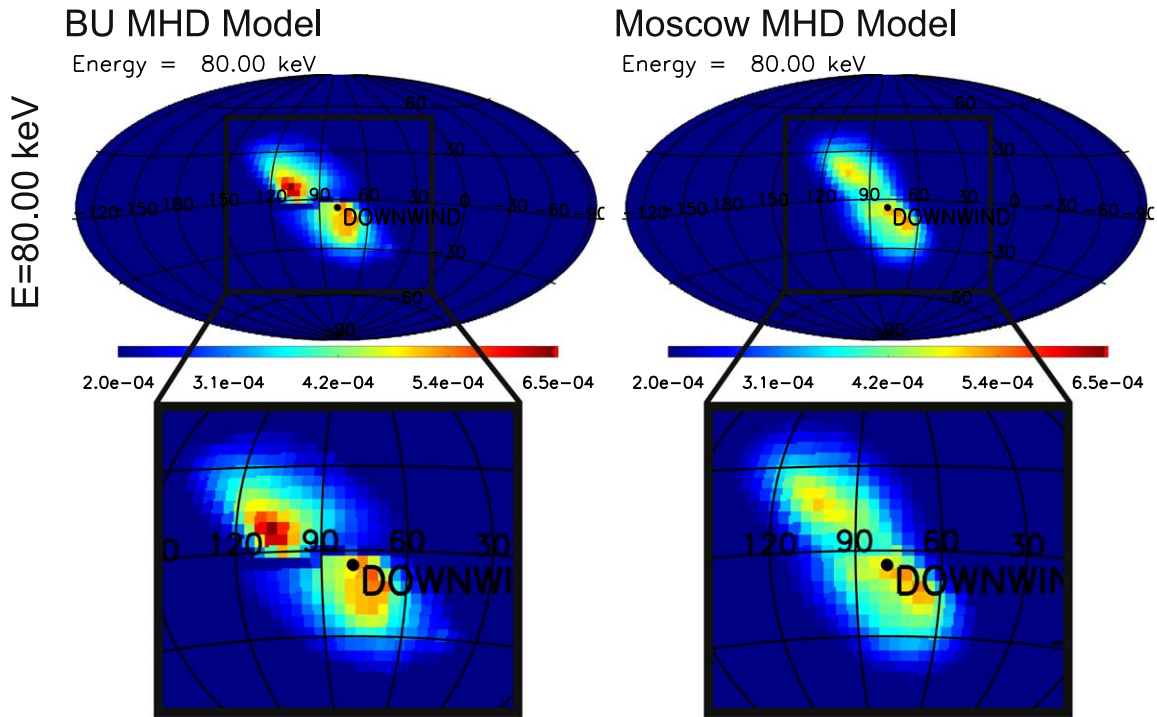 BU MHD Model
Moscow MHD Model
Energy = 80.00 keV
Energy = 80.00 keV
E=80.00 keV
60
30
-120 -150 180 150 120 90 60 30 0 -30 -60 -90
DOWNWIND
-30
-60
-90
60
30
-120 -150 180 150 120 90 60 30 0 -30 -60 -90
DOWNWIND
-30
-60
-90
2.0e-04 3.1e-04 4.2e-04 5.4e-04 6.5e-04
2.0e-04 3.1e-04 4.2e-04 5.4e-04 6.5e-04
0 120 90 60 30
DOWNWI
120 90 60 30
DOWNWIN